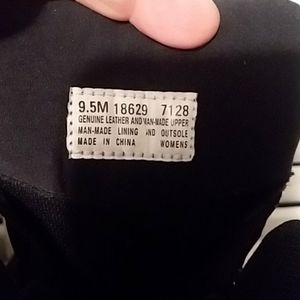 9.5M 18629 7128
GENUINE LEATHER AND MAN-MADE UPPER
MAN-MADE LINING AND OUTSOLE
MADE IN CHINA WOMENS